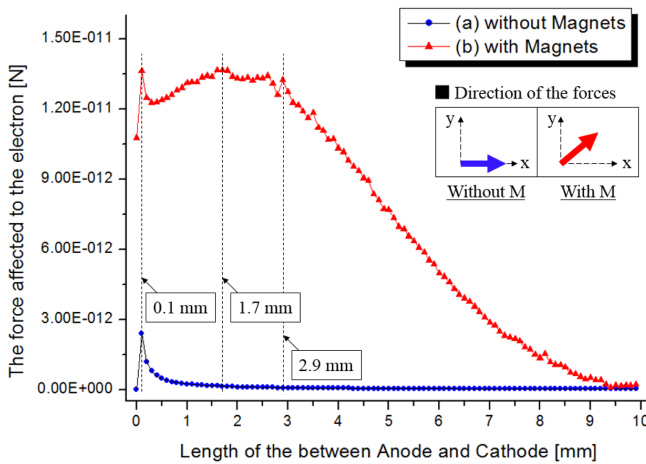 (a) without Magnets
(b) with Magnets
Direction of the forces
y
x
y
x
Without M
With M
The force affected to the electron [N]
1.50E-011
1.20E-011
9.00E-012
6.00E-012
3.00E-012
0.00E+000
0.1 mm
1.7 mm
2.9 mm
0 1 2 3 4 5 6 7 8 9 10
Length of the between Anode and Cathode [mm]